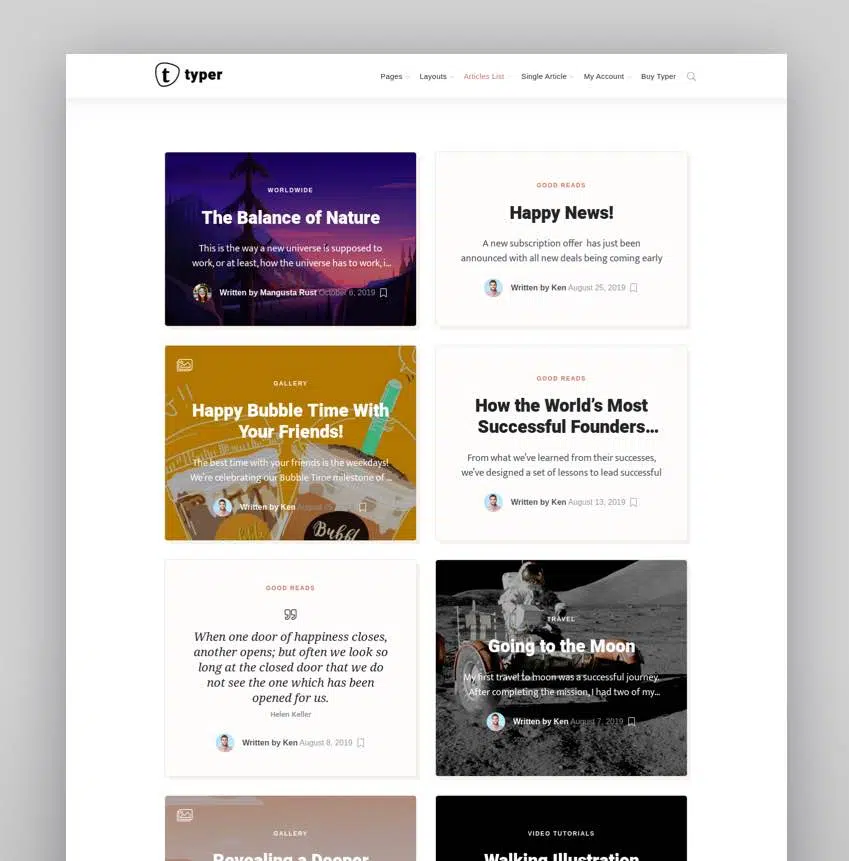 typer
Pages Layouts Articles List Single Article My Account Buy Typer
WORLDWIDE
The Balance of Nature
This is the way a new universe is supposed to
work, or at least, how the universe has to work, i...
Written by Mangusta Rust October 6, 2019
GOOD READS
Happy News!
A new subscription offer has just been
announced with all new deals being coming early
Written by Ken August 25, 2019
GALLERY
Happy Bubble Time With
Your Friends!
The best time with your friends is the weekdays!
We're celebrating our Bubble Time milestone of ...
Written by Ken August
Bubbl
GOOD READS
How the World's Most
Successful Founders...
From what we've learned from their successes,
we've designed a set of lessons to lead successful
Written by Ken August 13, 2019
GOOD READS
When one door of happiness closes,
another opens; but often we look so
long at the closed door that we do
not see the one which has been
opened for us.
Helen Keller
Written by Ken August 8, 2019
TRAVEL
Going to the Moon
My first travel to moon was a successful journey.
After completing the mission, I had two of my...
Written by Ken August 7, 2019
GALLERY
Revealing a Deeper
VIDEO TUTORIALS
Walking Illustration